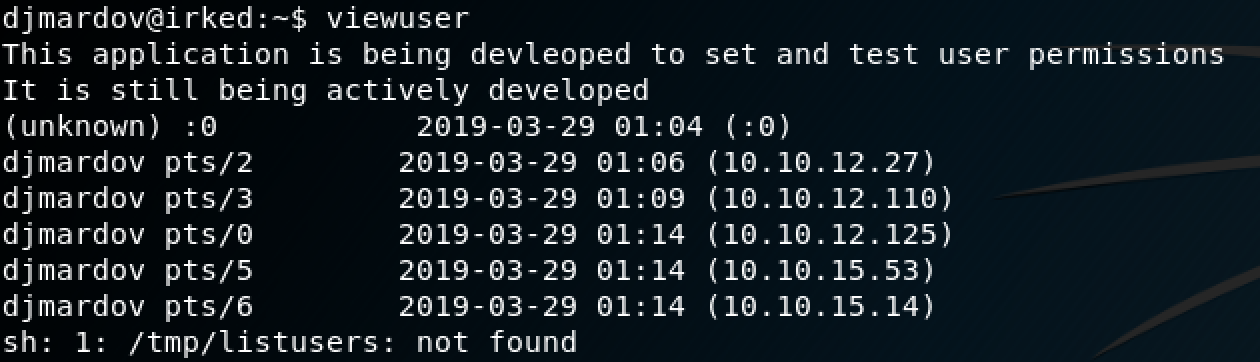 djmardov@irked:~$ viewuser
This application is being devleoped to set and test user permissions
It is still being actively developed
(unknown) :0           2019-03-29 01:04 (:0)
djmardov pts/2        2019-03-29 01:06 (10.10.12.27)
djmardov pts/3        2019-03-29 01:09 (10.10.12.110)
djmardov pts/0        2019-03-29 01:14 (10.10.12.125)
djmardov pts/5        2019-03-29 01:14 (10.10.15.53)
djmardov pts/6        2019-03-29 01:14 (10.10.15.14)
sh: 1: /tmp/listusers: not found